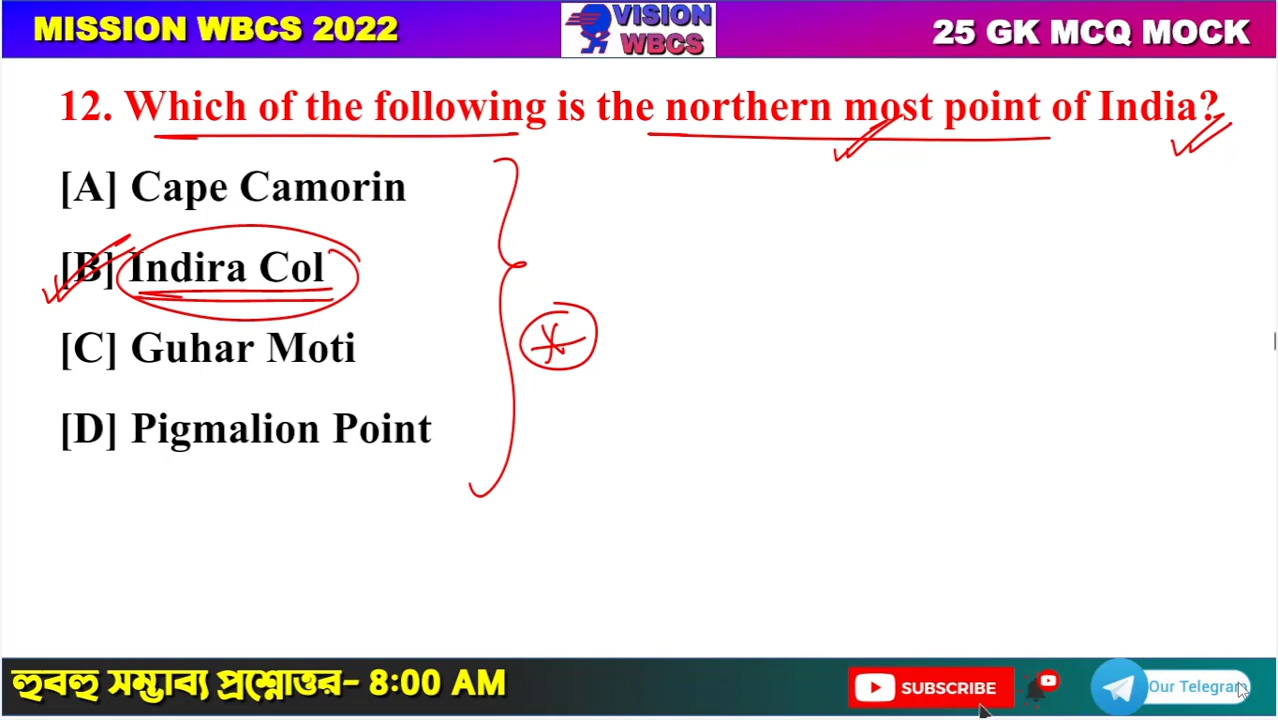 MISSION WBCS 2022
VISION
WBCS
25 GK MCQ MOCK
12. Which of the following is the northern most point of India?
[A] Cape Camorin
[B] Indira Col
[C] Guhar Moti
[D] Pigmalion Point
হুবহু সম্ভাব্য প্রশ্নোত্তর- 8:00 AM
SUBSCRIBE
Our Telegram